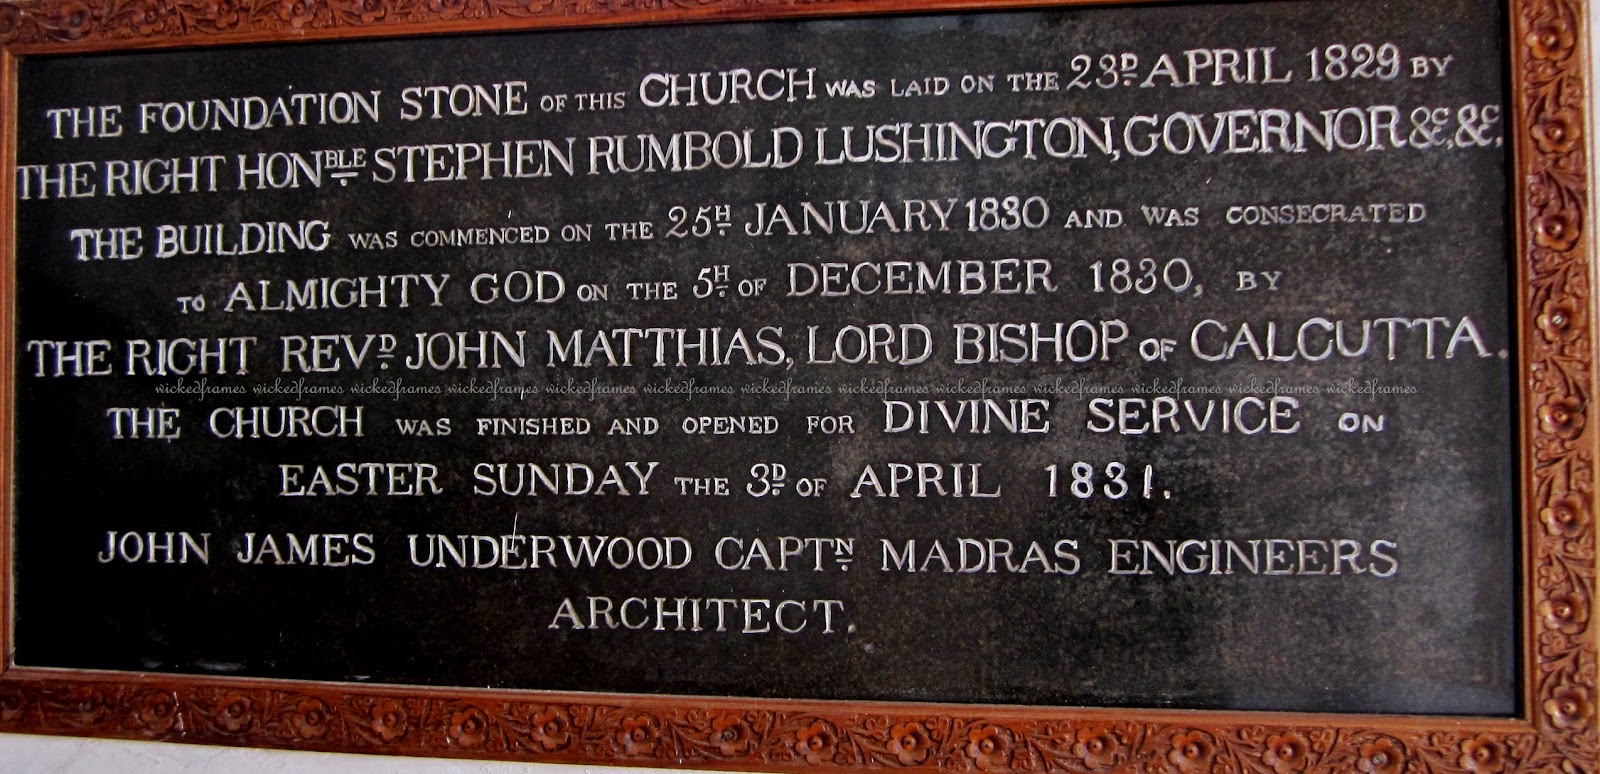 THE FOUNDATION STONE OF THIS CHURCH WAS LAID ON THE 23D. APRIL 1829 BY
THE RIGHT HONBLE. STEPHEN RUMBOLD LUSHINGTON, GOVERNOR &c, &c,
THE BUILDING WAS COMMENCED ON THE 25H. JANUARY 1830 AND WAS CONSECRATED
TO ALMIGHTY GOD ON THE 5H. OF DECEMBER 1830, BY
THE RIGHT REVD. JOHN MATTHIAS, LORD BISHOP OF CALCUTTA.
wickedframes wickedframes wickedframes wickedframes wickedframes wickedframes wickedframes wickedframes wickedframes wickedframes wickedframes wickedframes wickedframes
THE CHURCH WAS FINISHED AND OPENED FOR DIVINE SERVICE ON
EASTER SUNDAY THE 3D. OF APRIL 1831.
JOHN JAMES UNDERWOOD CAPTN. MADRAS ENGINEERS
ARCHITECT.